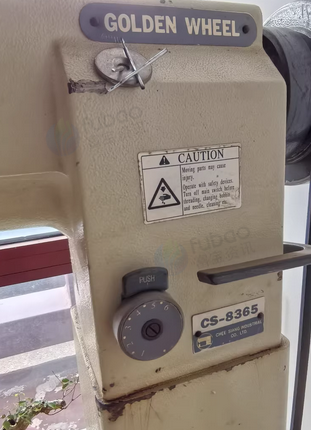 GOLDEN WHEEL
CAUTION
Moving parts may cause
injury.
Operate with safety devices.
Turn off main switch before
threading, changing bobbin
and needle, cleaning etc.
PUSH
CS-8365
CHEE SIANG INDUSTRIAL
CO. LTD.